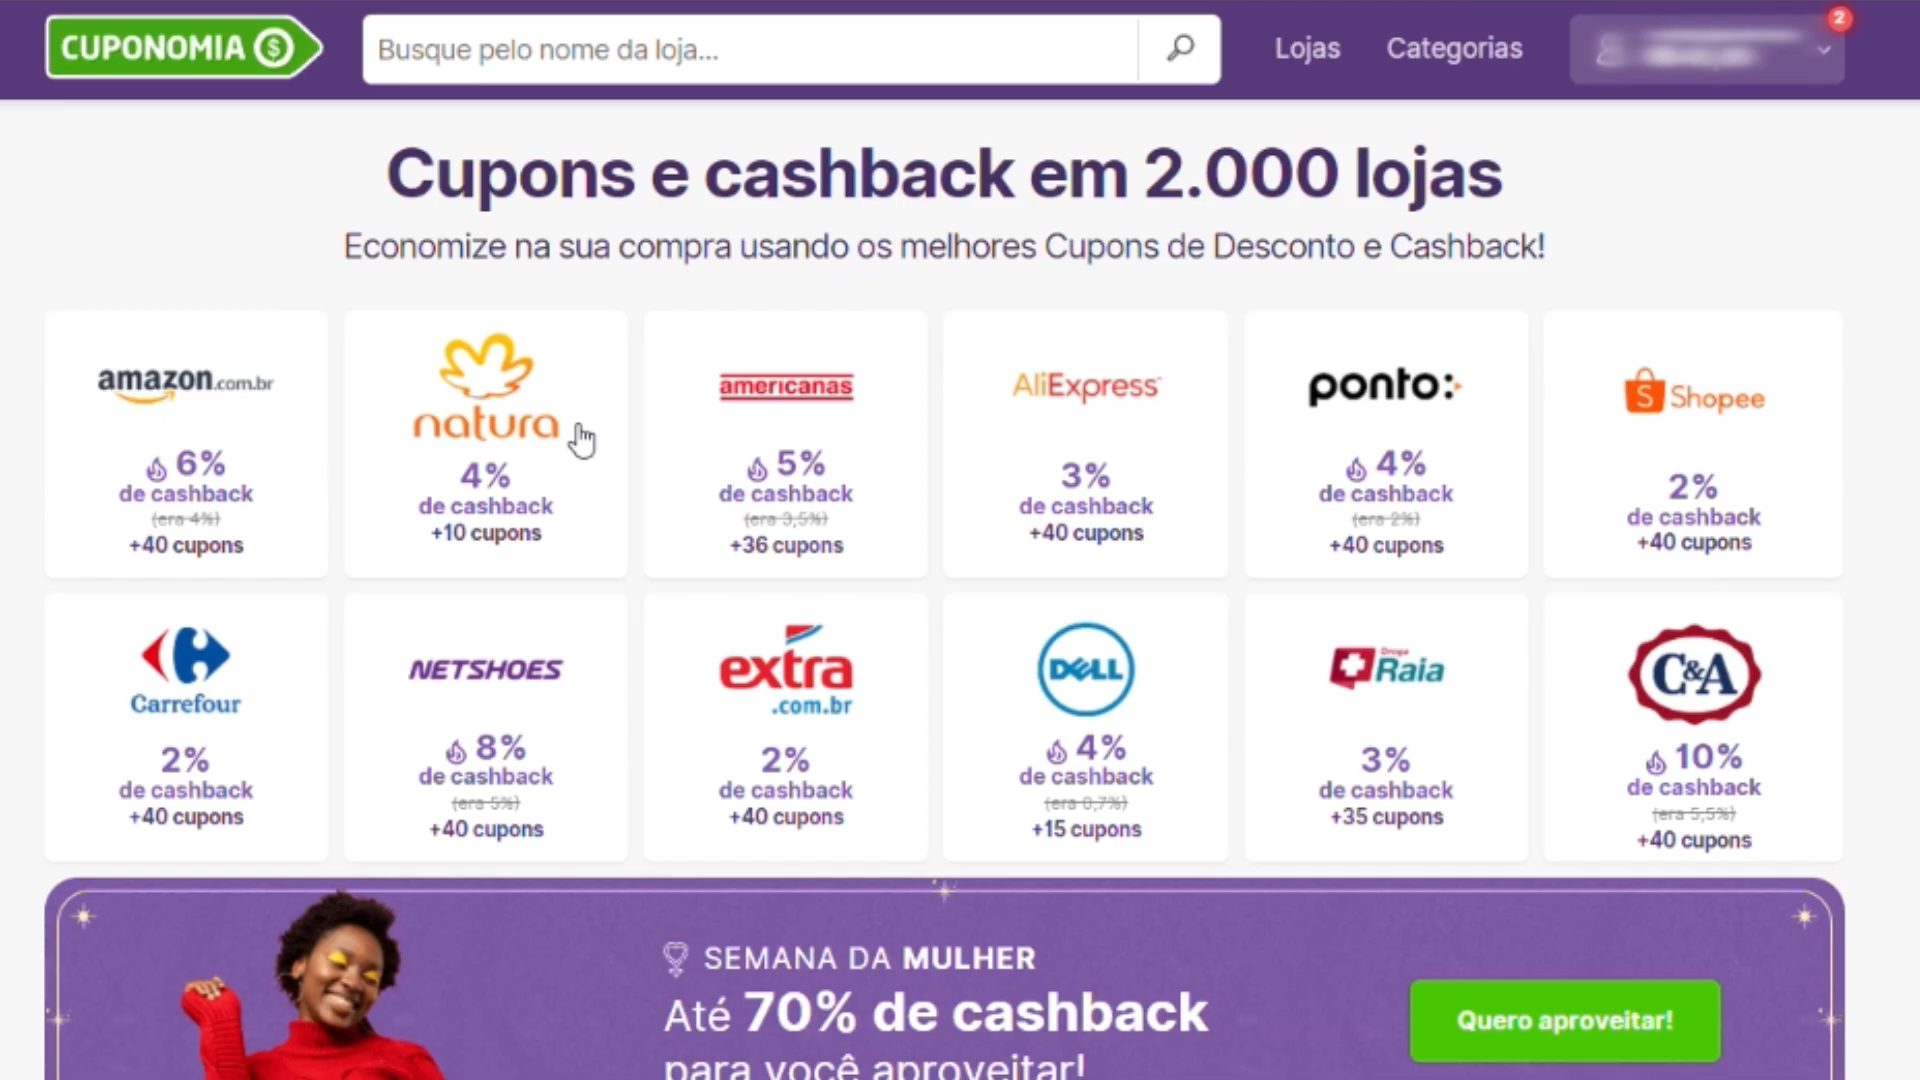 CUPONOMIA $
Busque pelo nome da loja...
Lojas
Categorias
2
Cupons e cashback em 2.000 lojas
Economize na sua compra usando os melhores Cupons de Desconto e Cashback!
amazon.com.br
6%
de cashback
(era 4%)
+40 cupons
natura
4%
de cashback
+10 cupons
americanas
5%
de cashback
(era 3,5%)
+36 cupons
AliExpress
3%
de cashback
+40 cupons
ponto:
4%
de cashback
(era 2%)
+40 cupons
S Shopee
2%
de cashback
+40 cupons
Carrefour
2%
de cashback
+40 cupons
NETSHOES
8%
de cashback
(era 5%)
+40 cupons
extra
.com.br
2%
de cashback
+40 cupons
DELL
4%
de cashback
(era 0,7%)
+15 cupons
Droga
Raia
3%
de cashback
+35 cupons
C&A
10%
de cashback
(era 5,5%)
+40 cupons
SEMANA DA MULHER
Até 70% de cashback
para você aproveitar!
Quero aproveitar!